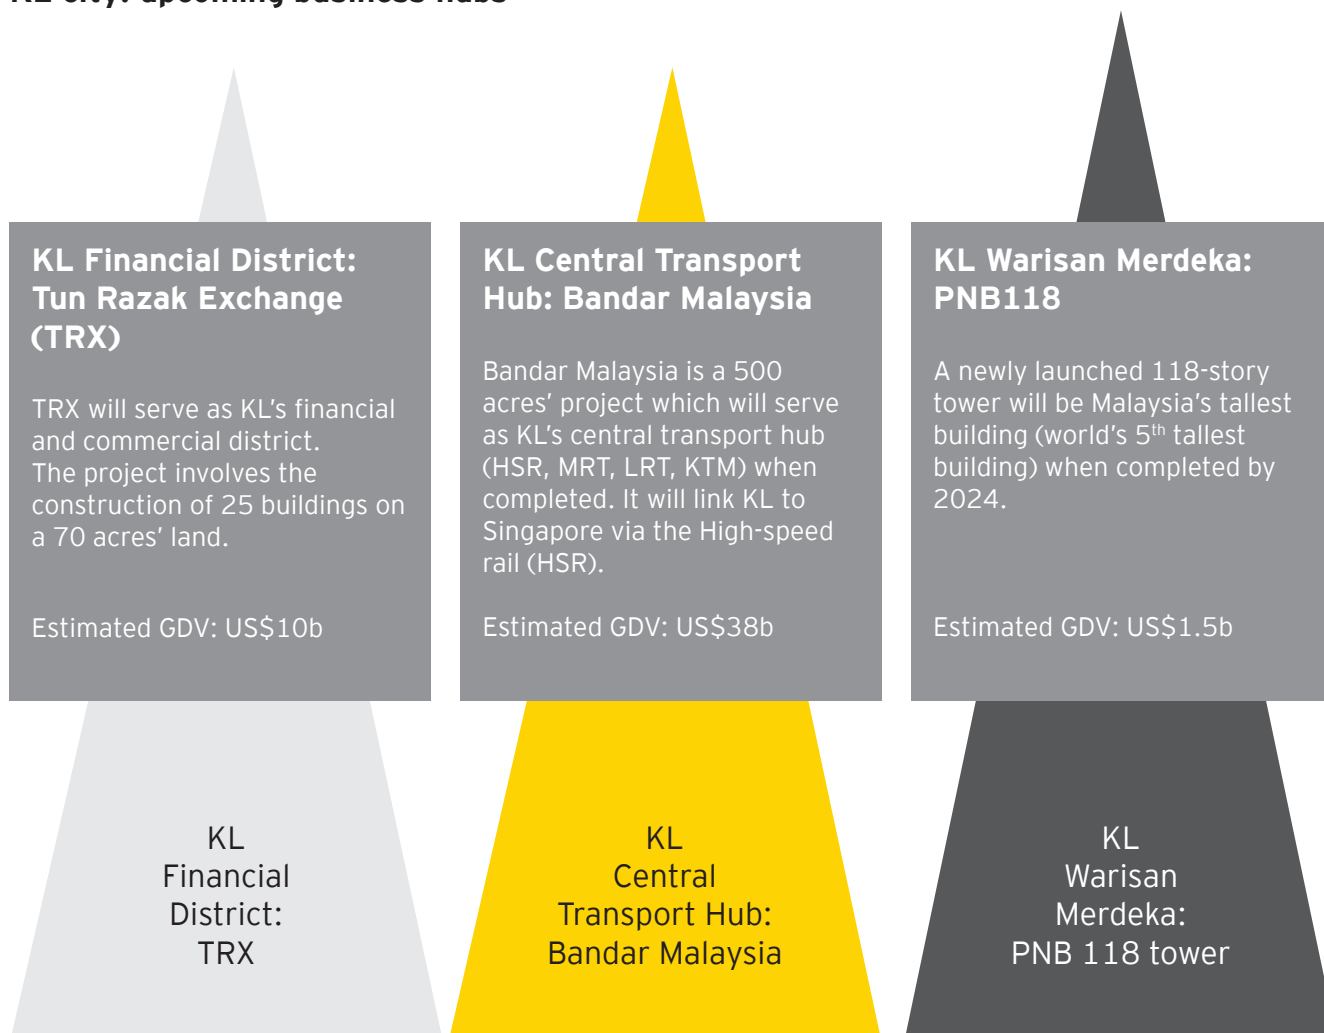 KL city: upcoming business hubs
KL Financial District:
Tun Razak Exchange
(TRX)
TRX will serve as KL's financial
and commercial district.
The project involves the
construction of 25 buildings on
a 70 acres' land.
Estimated GDV: US$10b
KL Central Transport
Hub: Bandar Malaysia
Bandar Malaysia is a 500
acres' project which will serve
as KL's central transport hub
(HSR, MRT, LRT, KTM) when
completed. It will link KL to
Singapore via the High-speed
rail (HSR).
Estimated GDV: US$38b
KL Warisan Merdeka:
PNB118
A newly launched 118-story
tower will be Malaysia's tallest
building (world's 5th tallest
building) when completed by
2024.
Estimated GDV: US$1.5b
KL
Financial
District:
TRX
KL
Central
Transport Hub:
Bandar Malaysia
KL
Warisan
Merdeka:
PNB 118 tower